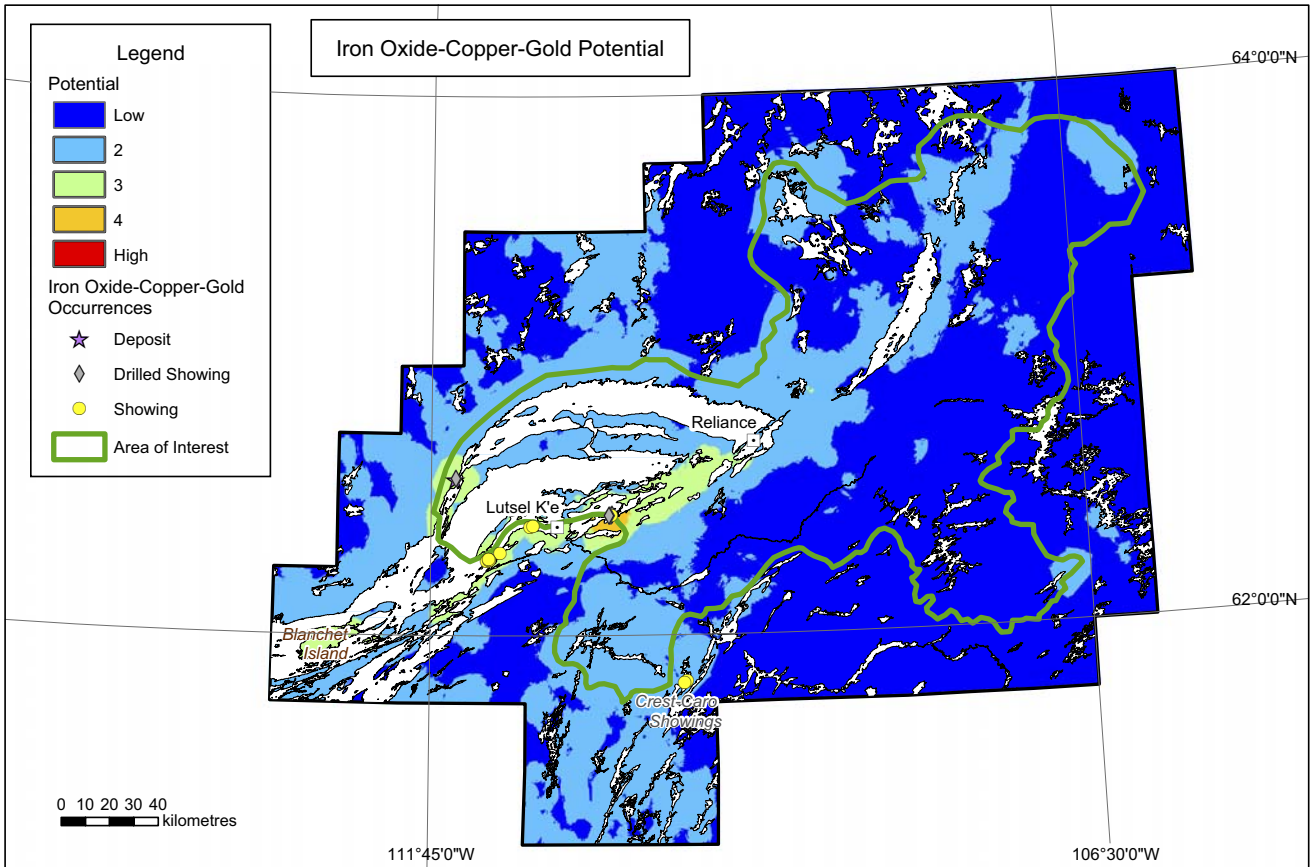 Iron Oxide-Copper-Gold Potential
Legend
Potential
Low
2
3
4
High
Iron Oxide-Copper-Gold
Occurrences
Deposit
Drilled Showing
Showing
Area of Interest
64°0'0"N
Reliance
Lutsel K'e
62°0'0"N
Blanchet
Island
Crest-Caro
Showings
0 10 20 30 40
kilometres
111°45'0"W
106°30'0"W